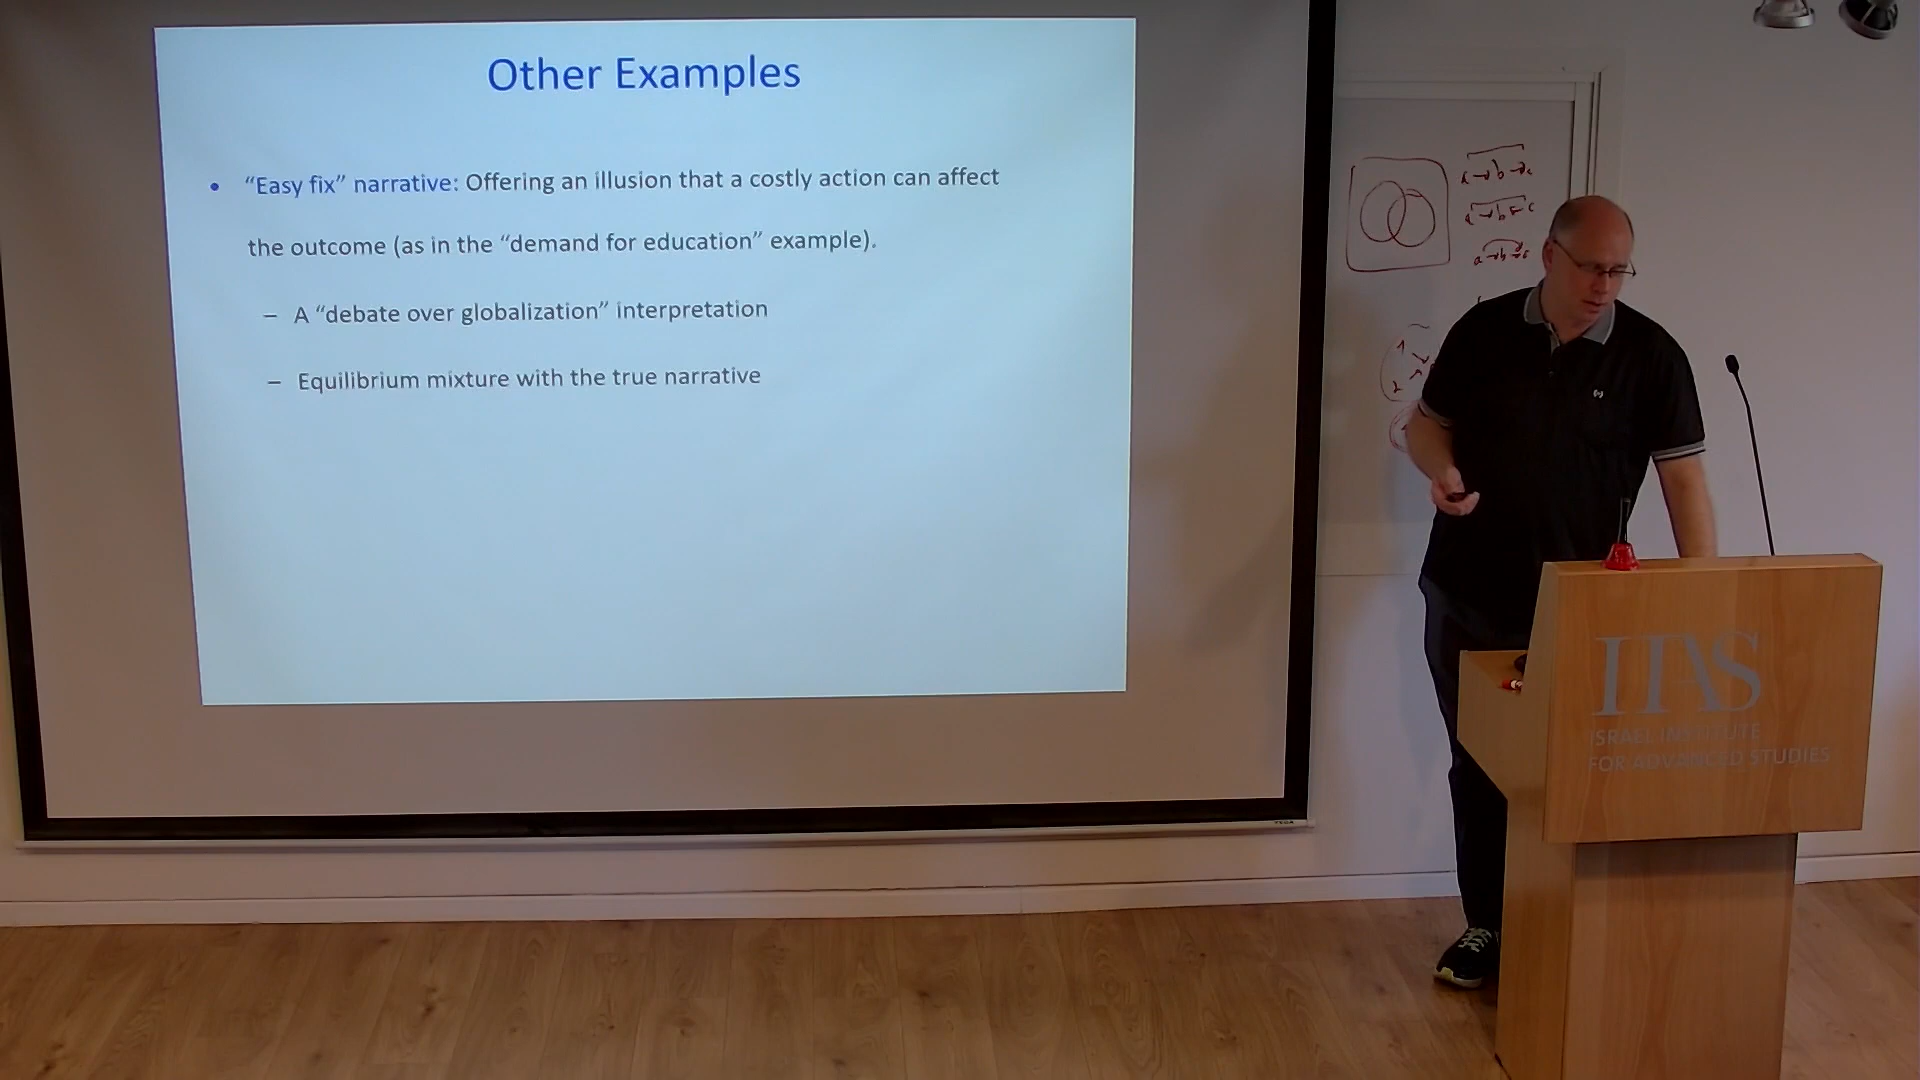 Other Examples
• “Easy fix” narrative: Offering an illusion that a costly action can affect
the outcome (as in the “demand for education” example).
– A “debate over globalization” interpretation
– Equilibrium mixture with the true narrative
a → b → c
a → b ← c
a → b → c
IIAS
ISRAEL INSTITUTE
FOR ADVANCED STUDIES